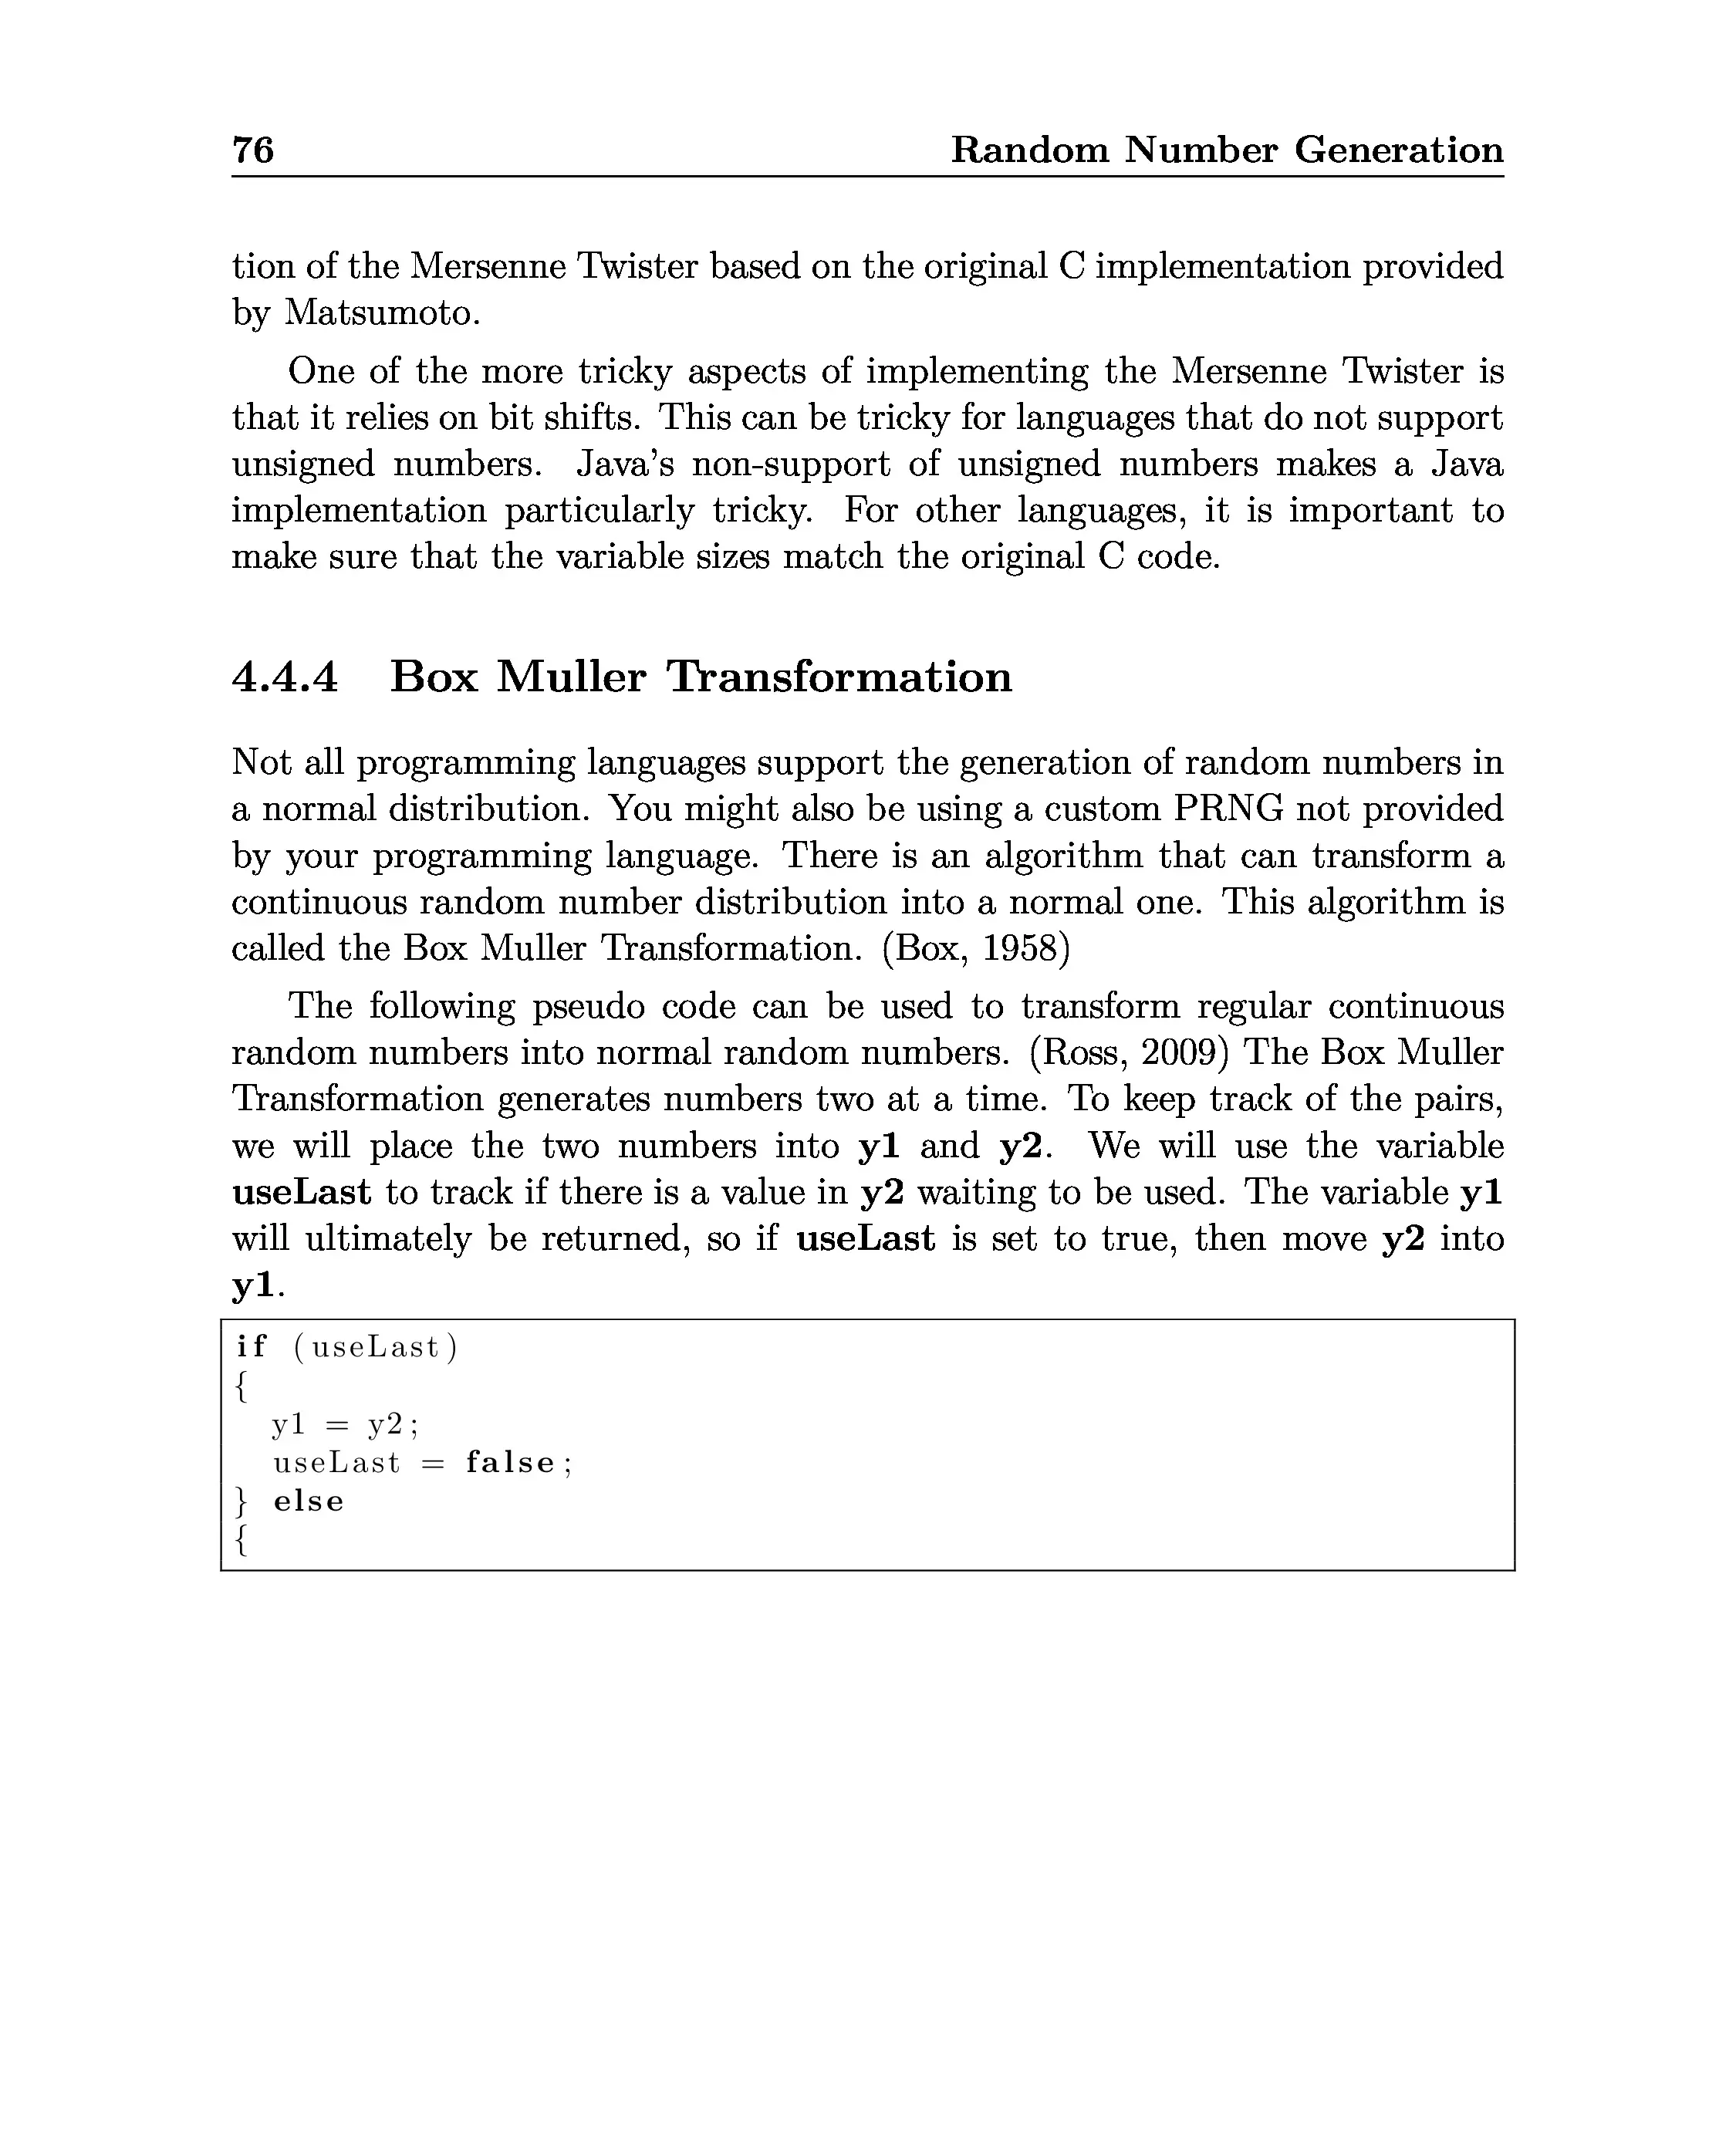 76 Random Number Generation
tion of the Mersenne Twister based on the original C implementation provided
by Matsumoto.
One of the more tricky aspects of implementing the Mersenne Twister is
that it relies on bit shifts. This can be tricky for languages that do not support
unsigned numbers. Java's non-support of unsigned numbers makes a Java
implementation particularly tricky. For other languages, it is important to
make sure that the variable sizes match the original C code.
4.4.4 Box Muller Transformation
Not all programming languages support the generation of random numbers in
a normal distribution. You might also be using a custom PRNG not provided
by your programming language. There is an algorithm that can transform a
continuous random number distribution into a normal one. This algorithm is
called the Box Muller Transformation. (Box, 1958)
The following pseudo code can be used to transform regular continuous
random numbers into normal random numbers. (Ross, 2009) The Box Muller
Transformation generates numbers two at a time. To keep track of the pairs,
we will place the two numbers into y1 and y2. We will use the variable
useLast to track if there is a value in y2 waiting to be used. The variable y1
will ultimately be returned, so if useLast is set to true, then move y2 into
y1.
if (useLast)
{
y1 = y2;
useLast = false;
} else
{